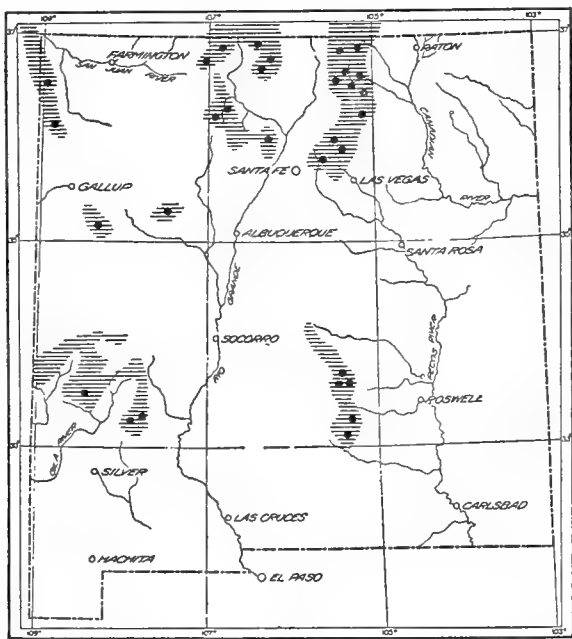 109° 107° 105° 103°
37° 37°
FARMINGTON
SAN JUAN RIVER
RATON
CANADIAN
RIVER
SANTA FE
LAS VEGAS
GALLUP
ALBUQUERQUE
35° 35°
SANTA ROSA
GRANDE
SOCORRO
PECOS RIVER
RIO
ROSWELL
33°
GILA RIVER
SILVER
CARLSBAD
LAS CRUCES
HACHITA
EL PASO
109° 107° 105° 103°